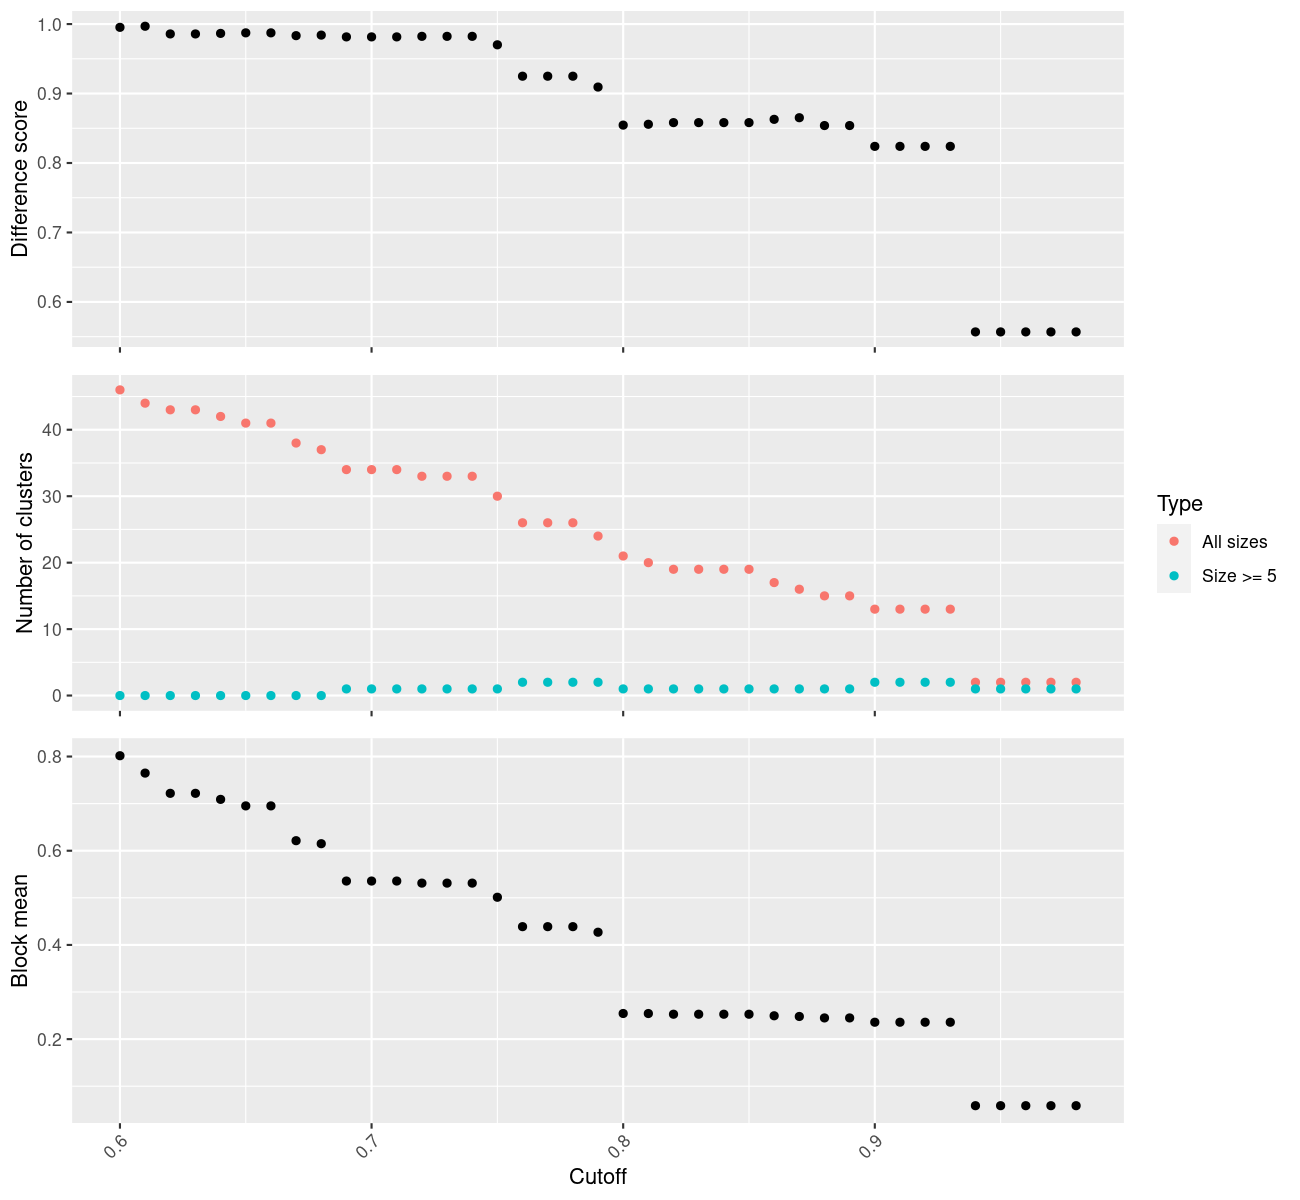 1.0
0.9
0.8
0.7
0.6
Difference score
40
30
20
10
0
Number of clusters
Type
All sizes
Size >= 5
0.8
0.6
0.4
0.2
Block mean
0.6
0.7
0.8
0.9
Cutoff